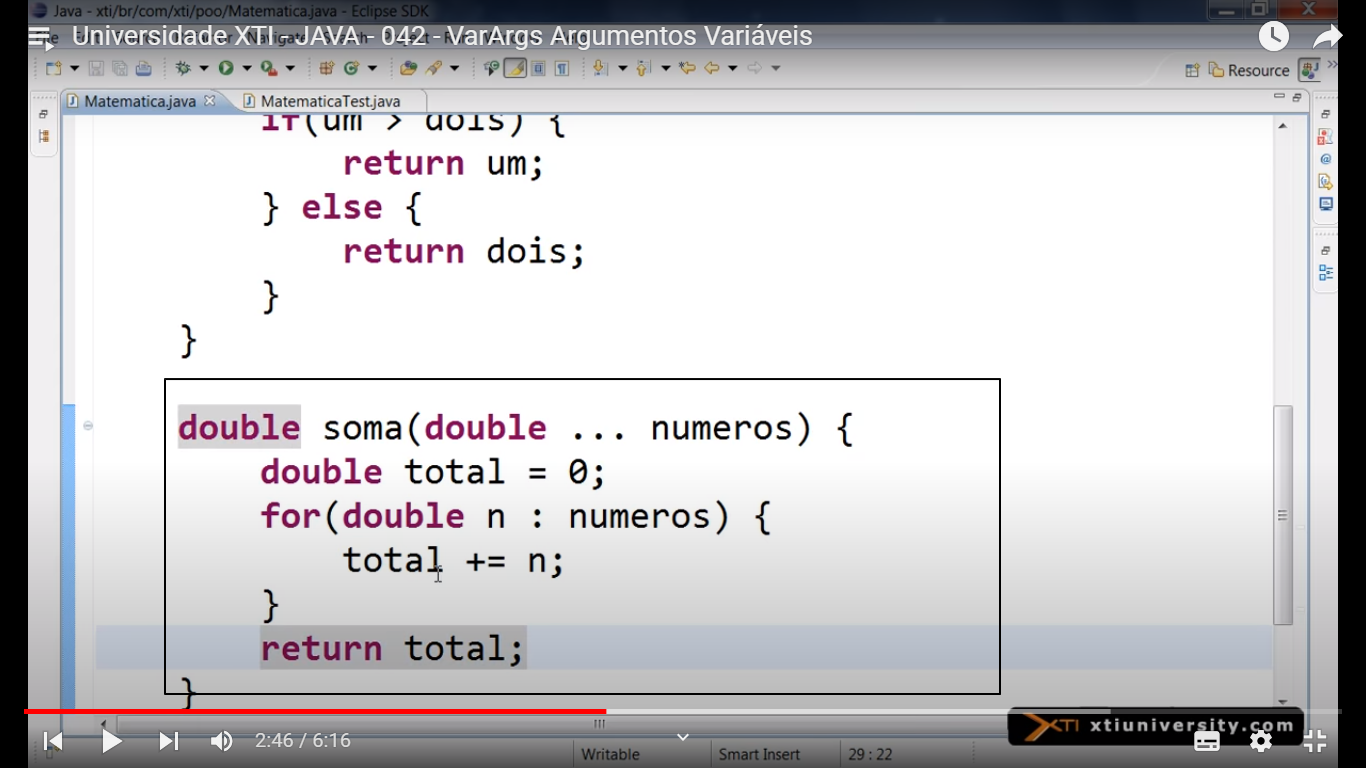 Java - xti/br/com/xti/poo/Matematica.java - Eclipse SDK
Universidade XTI - JAVA - 042 - VarArgs Argumentos Variáveis
Resource
Matematica.java
MatematicaTest.java
if(um > dois) {
return um;
} else {
return dois;
}
}
double soma(double ... numeros) {
double total = 0;
for(double n : numeros) {
total += n;
}
return total;
}
XTI xtiuniversity.com
2:46 / 6:16
Writable
Smart Insert
29 : 22